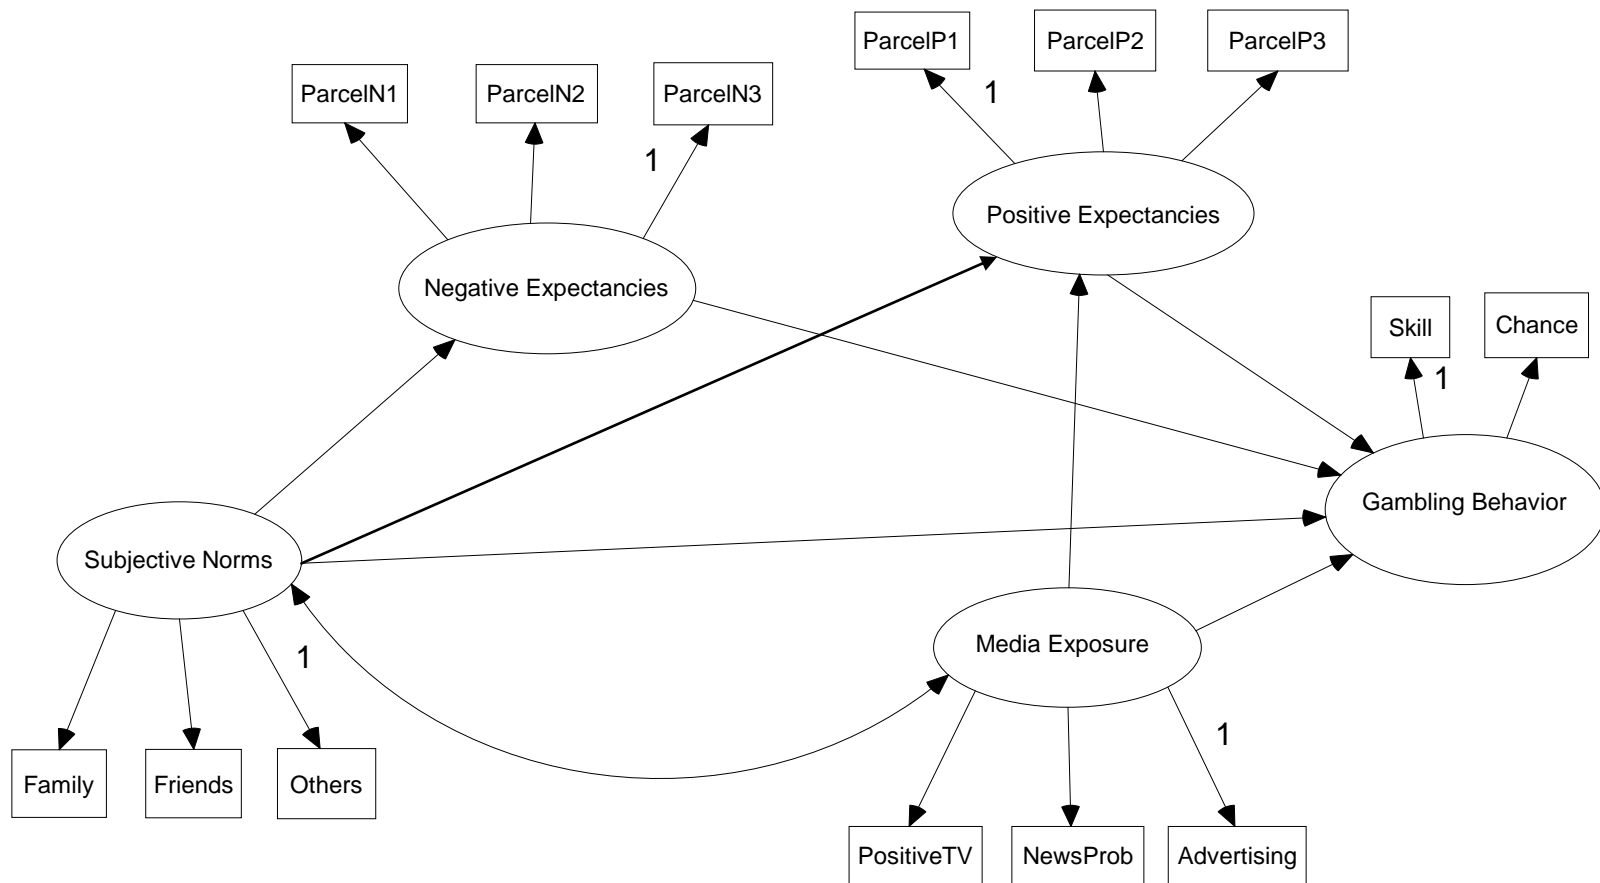 ParcelP1
ParcelP2
ParcelP3
ParcelN1
ParcelN2
ParcelN3
1
1
Positive Expectancies
Negative Expectancies
Skill
Chance
1
Gambling Behavior
Subjective Norms
Media Exposure
1
1
Family
Friends
Others
PositiveTV
NewsProb
Advertising